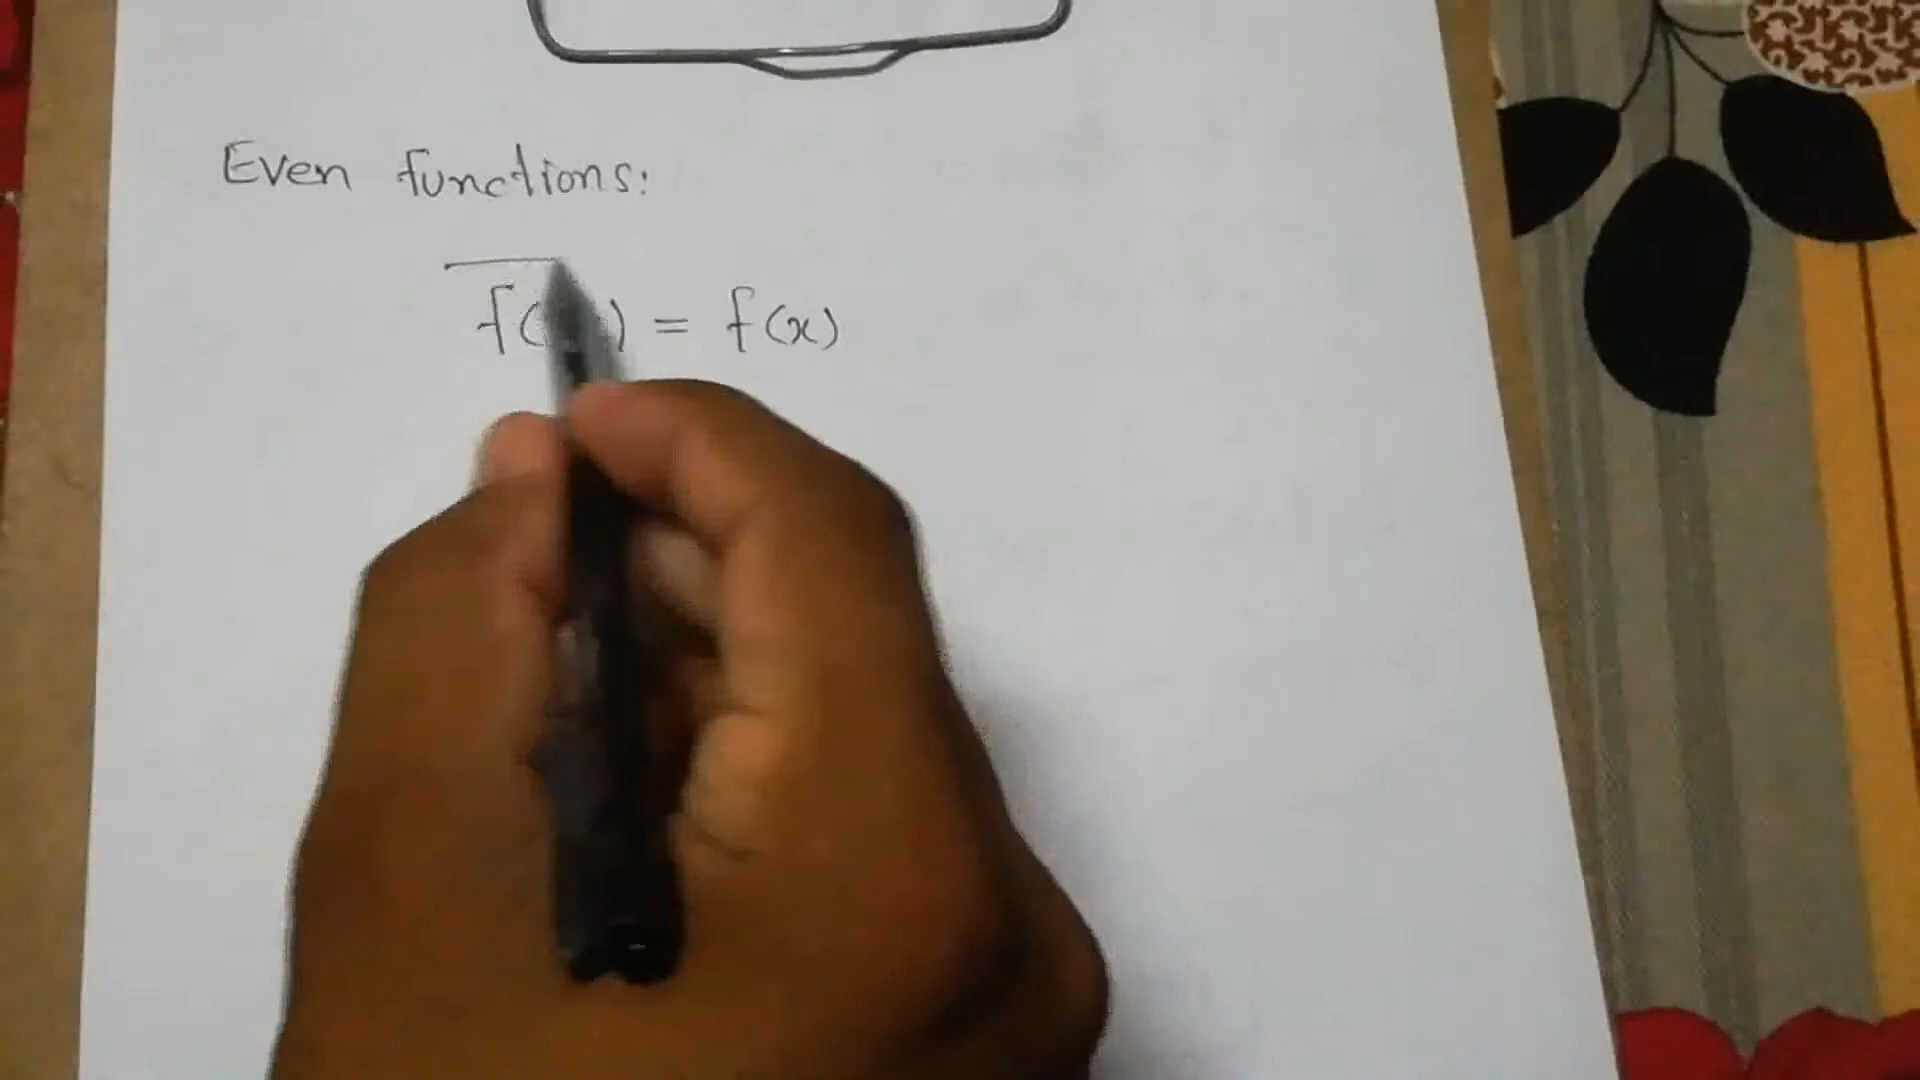 Even functions:
f( ) = f(x)